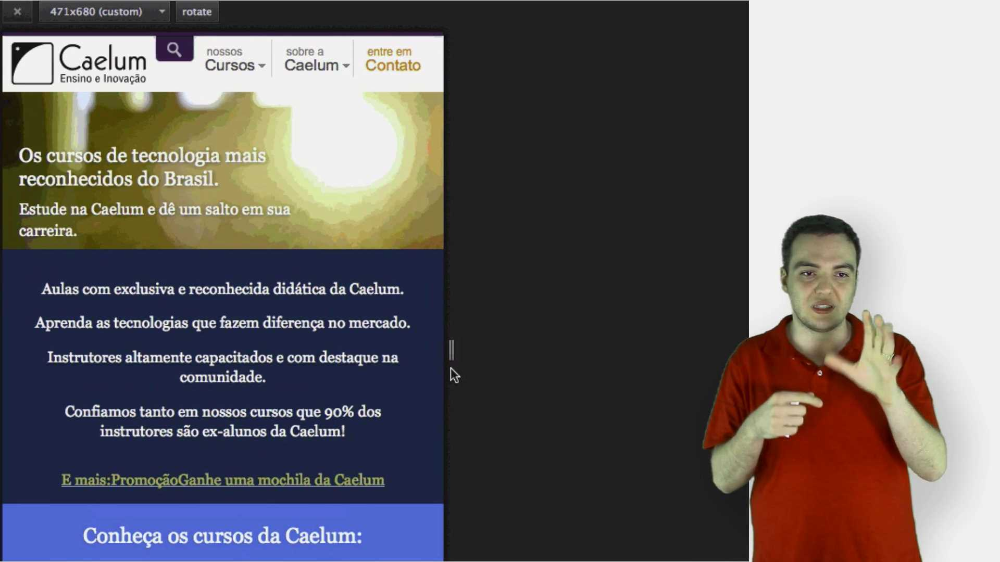 471x680 (custom)
rotate
Caelum
Ensino e Inovação
nossos
Cursos
sobre a
Caelum
entre em
Contato
Os cursos de tecnologia mais
reconhecidos do Brasil.
Estude na Caelum e dê um salto em sua
carreira.
Aulas com exclusiva e reconhecida didática da Caelum.
Aprenda as tecnologias que fazem diferença no mercado.
Instrutores altamente capacitados e com destaque na
comunidade.
Confiamos tanto em nossos cursos que 90% dos
instrutores são ex-alunos da Caelum!
E mais:PromoçãoGanhe uma mochila da Caelum
Conheça os cursos da Caelum: